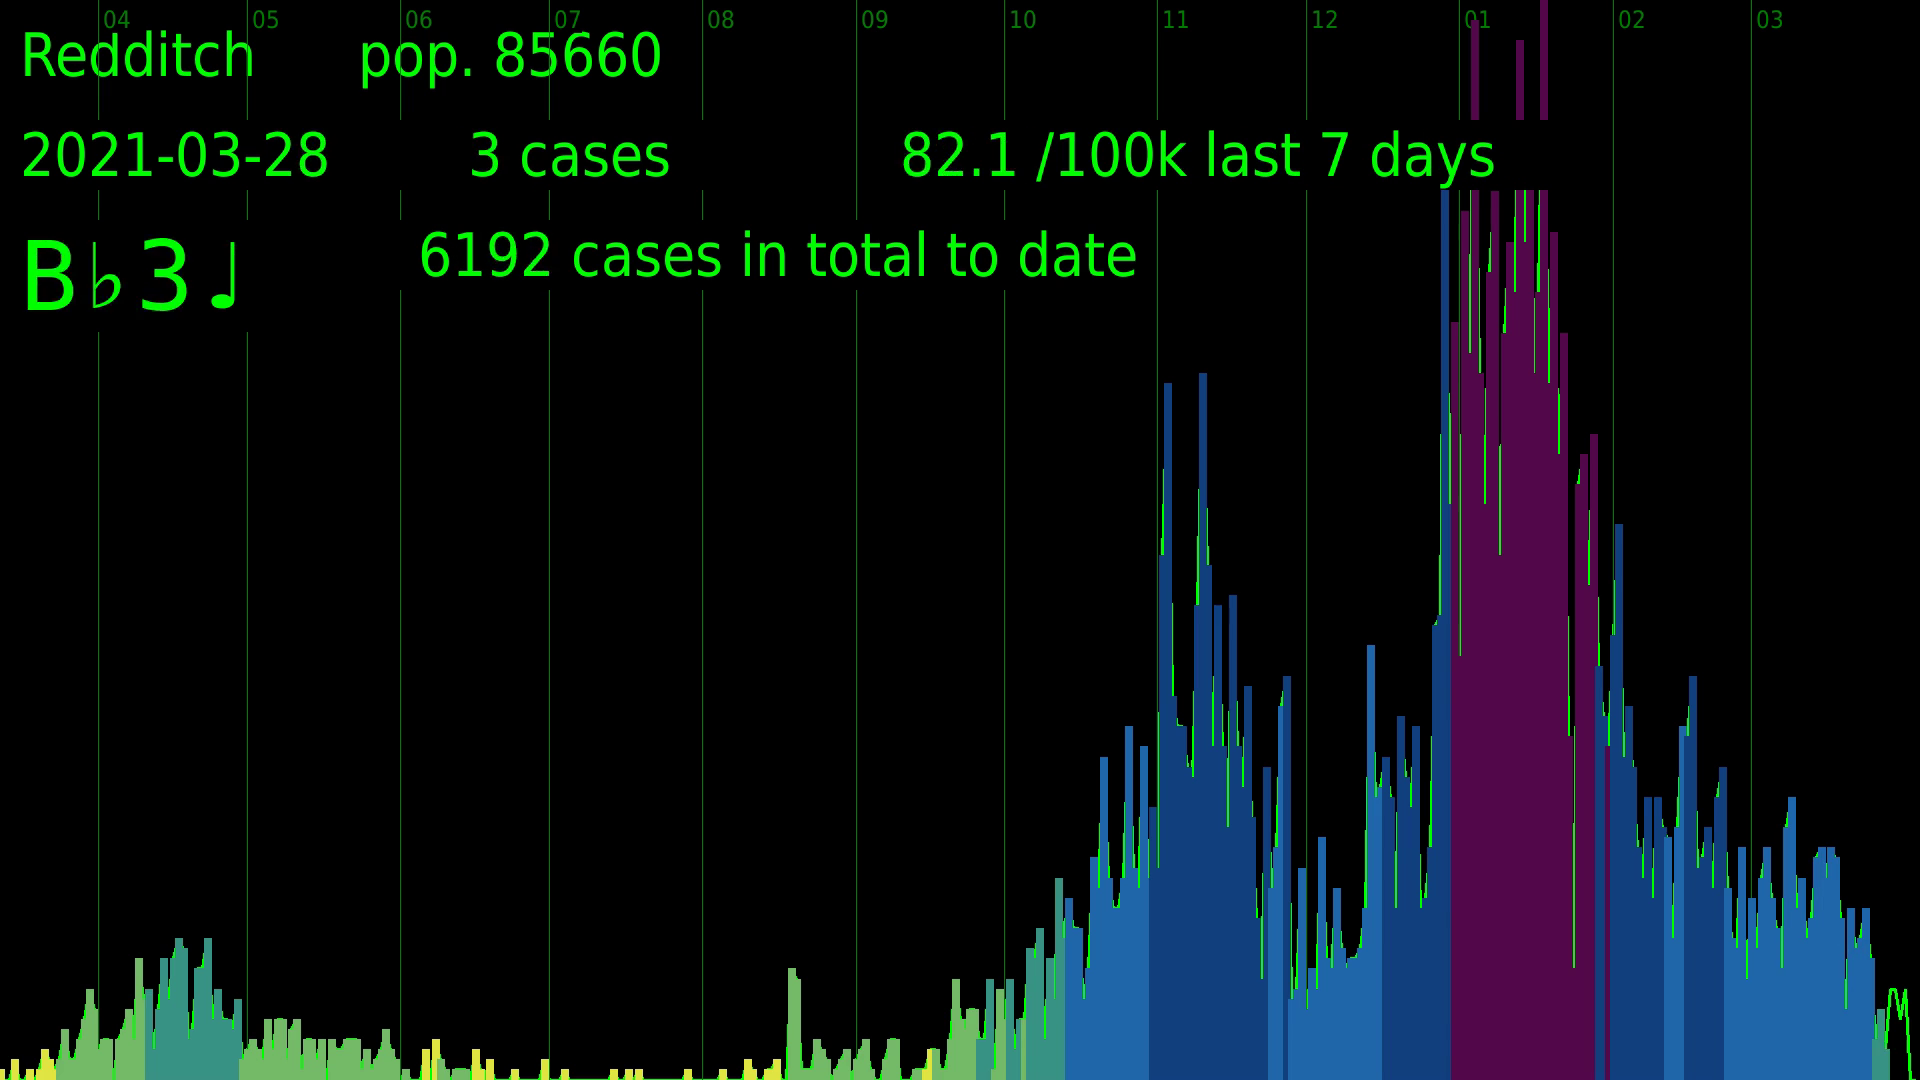 04 05 06 07 08 09 10 11 12 01 02 03
Redditch pop. 85660
2021-03-28 3 cases 82.1 /100k last 7 days
B♭3♩ 6192 cases in total to date